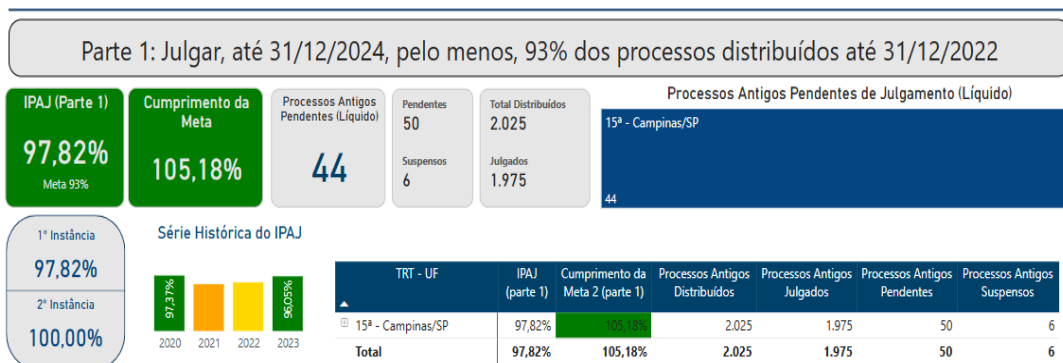 Parte 1: Julgar, até 31/12/2024, pelo menos, 93% dos processos distribuídos até 31/12/2022
IPAJ (Parte 1)
97,82%
Meta 93%
Cumprimento da
Meta
105,18%
Processos Antigos
Pendentes (Líquido)
44
Pendentes
50
Suspensos
6
Total Distribuídos
2.025
Julgados
1.975
Processos Antigos Pendentes de Julgamento (Líquido)
15ª - Campinas/SP
44
1ª Instância
97,82%
2ª Instância
100,00%
Série Histórica do IPAJ
97,37%
96,05%
2020 2021 2022 2023
TRT - UF IPAJ (parte 1) Cumprimento da Meta 2 (parte 1) Processos Antigos Distribuídos Processos Antigos Julgados Processos Antigos Pendentes Processos Antigos Suspensos
15ª - Campinas/SP 97,82% 105,18% 2.025 1.975 50 6
Total 97,82% 105,18% 2.025 1.975 50 6